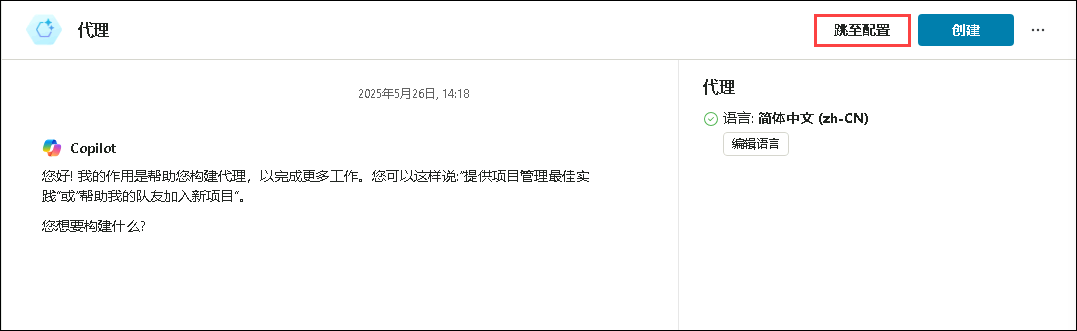 代理
跳至配置
创建
2025年5月26日, 14:18
Copilot
您好! 我的作用是帮助您构建代理，以完成更多工作。您可以这样说:“提供项目管理最佳实
践”或“帮助我的队友加入新项目”。
您想要构建什么?
代理
语言: 简体中文 (zh-CN)
编辑语言